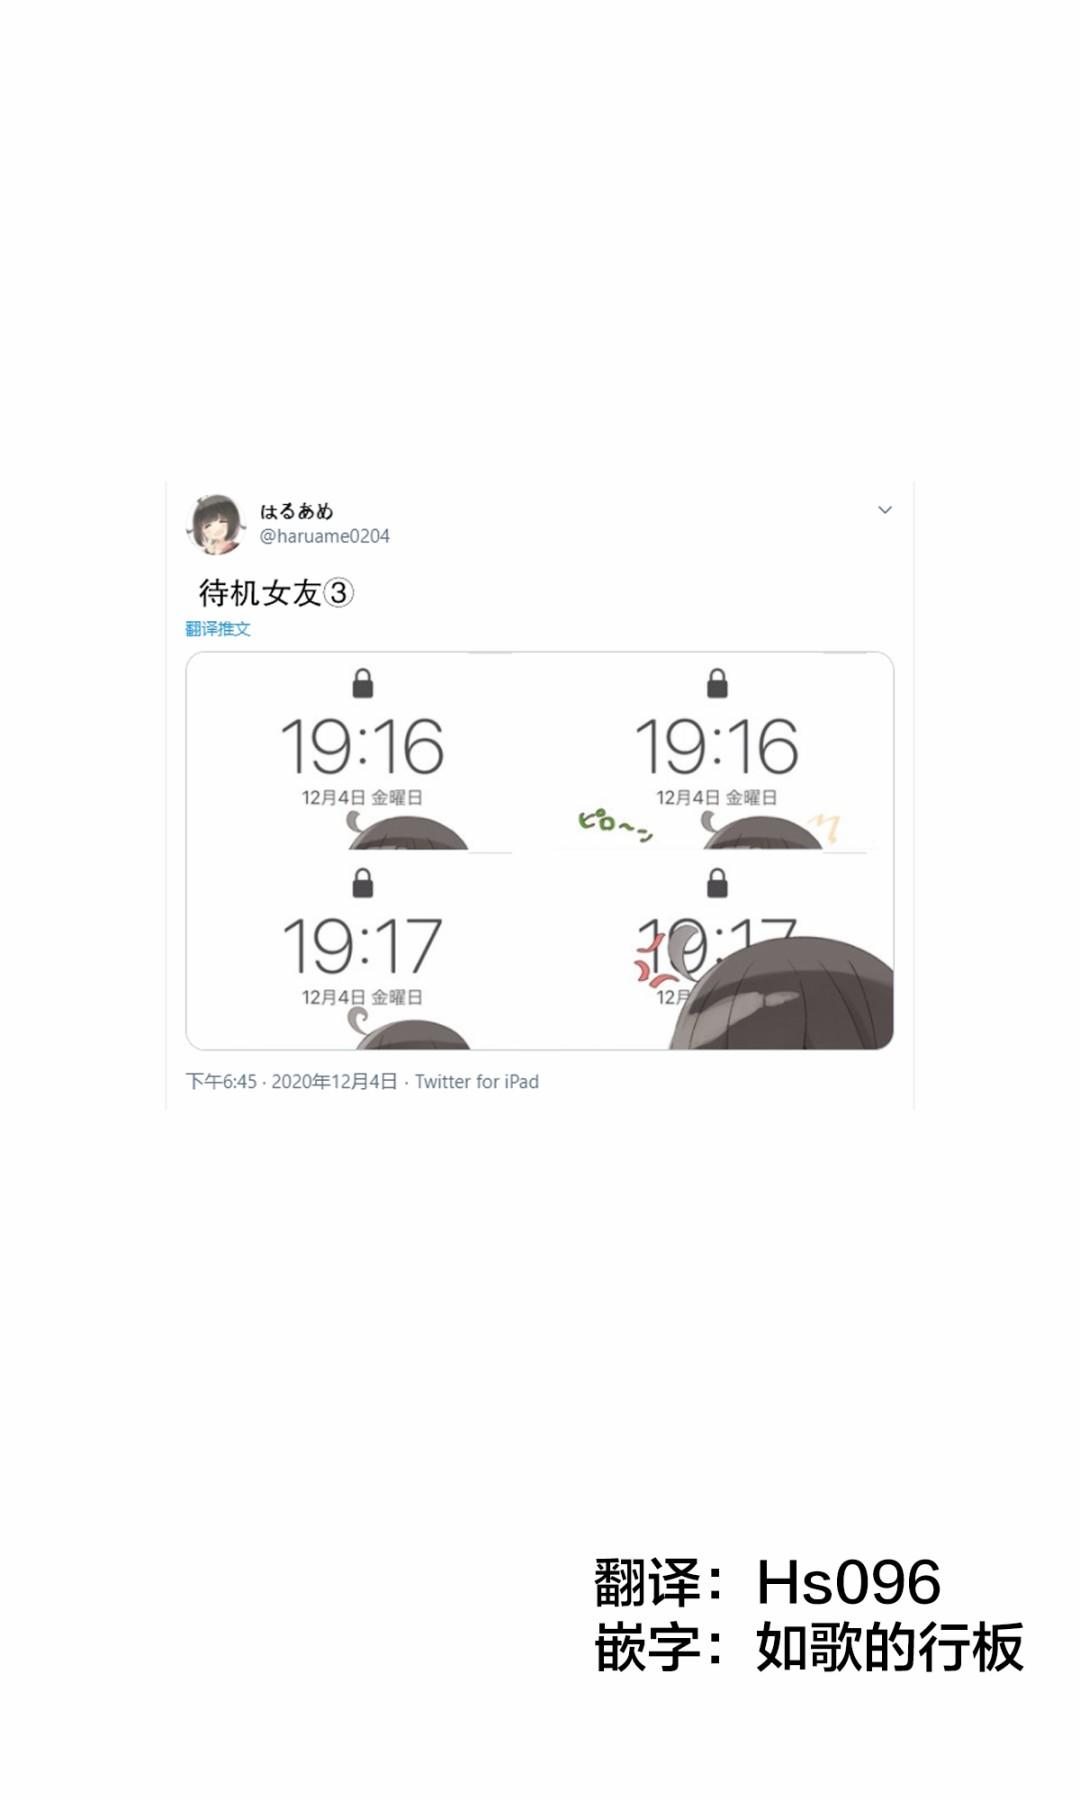 はるあめ
@haruame0204
待机女友③
翻译推文
19:16
12月4日 金曜日
19:16
12月4日 金曜日
ピロ〜ン
19:17
12月4日 金曜日
19:17
12月
下午6:45 · 2020年12月4日 · Twitter for iPad
翻译：Hs096
嵌字：如歌的行板